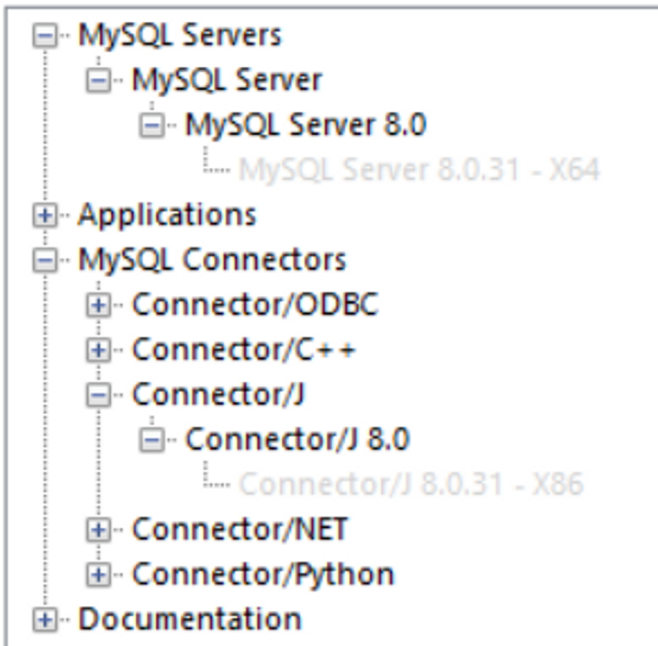 MySQL Servers
MySQL Server
MySQL Server 8.0
MySQL Server 8.0.31 - X64
Applications
MySQL Connectors
Connector/ODBC
Connector/C++
Connector/J
Connector/J 8.0
Connector/J 8.0.31 - X86
Connector/NET
Connector/Python
Documentation